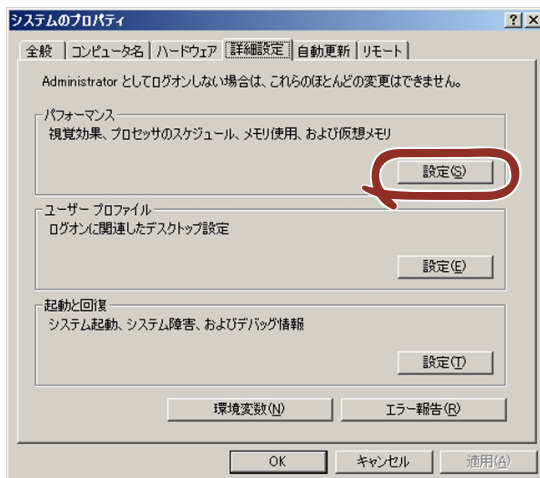 システムのプロパティ
全般 コンピュータ名 ハードウェア 詳細設定 自動更新 リモート
Administrator としてログオンしない場合は、これらのほとんどの変更はできません。
パフォーマンス
視覚効果、プロセッサのスケジュール、メモリ使用、および仮想メモリ
設定(S)
ユーザー プロファイル
ログオンに関連したデスクトップ設定
設定(E)
起動と回復
システム起動、システム障害、およびデバッグ情報
設定(T)
環境変数(N) エラー報告(R)
OK キャンセル 適用(A)